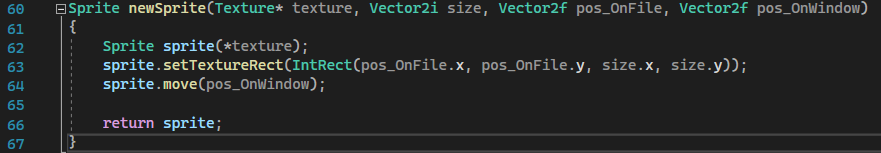 60 Sprite newSprite(Texture* texture, Vector2i size, Vector2f pos_OnFile, Vector2f pos_OnWindow)
61 {
62 Sprite sprite(*texture);
63 sprite.setTextureRect(IntRect(pos_OnFile.x, pos_OnFile.y, size.x, size.y));
64 sprite.move(pos_OnWindow);
65
66 return sprite;
67 }